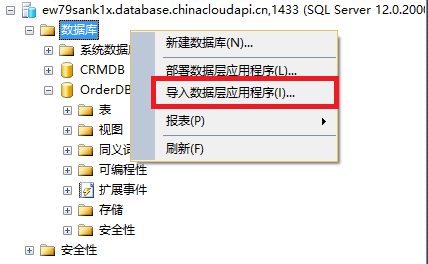 ew79sank1x.database.chinacloudapi.cn,1433 (SQL Server 12.0.2000
数据库
新建数据库(N)...
系统数据
部署数据层应用程序(L)...
CRMDB
导入数据层应用程序(I)...
OrderDB
表
报表(P)
视图
刷新(F)
同义词
可编程性
扩展事件
存储
安全性
安全性